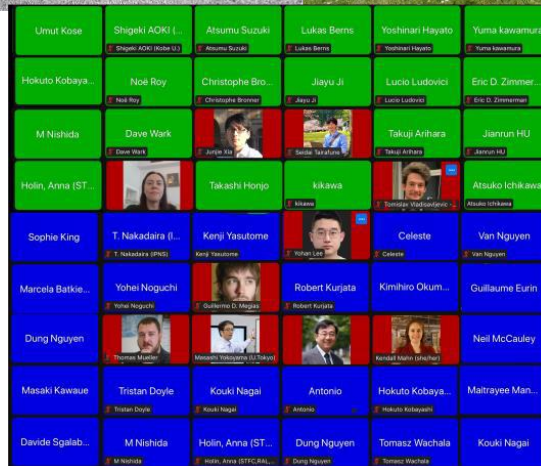 Umut Kose
Shigeki AOKI (...
Shigeki AOKI (Kobe U.)
Atsumu Suzuki
Atsumu Suzuki
Lukas Berns
Lukas Berns
Yoshinari Hayato
Yoshinari Hayato
Yuma kawamura
Yuma kawamura
Hokuto Kobaya...
Noë Roy
Noë Roy
Christophe Bro...
Christophe Bronner
Jiayu Ji
Jiayu Ji
Lucio Ludovici
Lucio Ludovici
Eric D. Zimmer...
Eric D. Zimmerman
M Nishida
Dave Wark
Dave Wark
Junjie Xia
Seidai Tairafune
Takuji Arihara
Takuji Arihara
Jianrun HU
Jianrun HU
Holin, Anna (ST...
Takashi Honjo
kikawa
kikawa
Tomislav Vladisavljevic -...
Atsuko Ichikawa
Atsuko Ichikawa
Sophie King
T. Nakadaira (I...
T. Nakadaira (IPNS)
Kenji Yasutome
Kenji Yasutome
Yohan Lee
Celeste
Celeste
Van Nguyen
Van Nguyen
Marcela Batkie...
Yohei Noguchi
Yohei Noguchi
Guillermo D. Megias
Robert Kurjata
Robert Kurjata
Kimihiro Okum...
Guillaume Eurin
Dung Nguyen
Thomas Mueller
Masashi Yokoyama (U.Tokyo)
Kendall Mahn (she/her)
Neil McCauley
Masaki Kawaue
Tristan Doyle
Tristan Doyle
Kouki Nagai
Kouki Nagai
Antonio
Antonio
Hokuto Kobaya...
Hokuto Kobayashi
Maitrayee Man...
Davide Sgalab...
M Nishida
M Nishida
Holin, Anna (ST...
Holin, Anna (STFC,RAL,...
Dung Nguyen
Dung Nguyen
Tomasz Wachala
Tomasz Wachala
Kouki Nagai